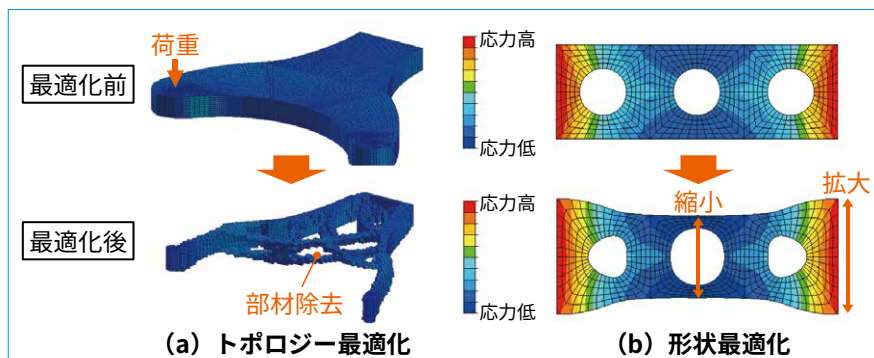 荷重
最適化前
応力高
応力低
最適化後
部材除去
応力高
応力低
縮小
拡大
(a) トポロジー最適化
(b) 形状最適化